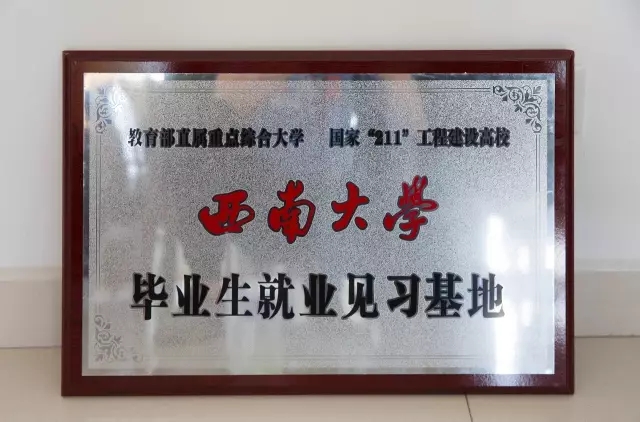 教育部直属重点综合大学 国家“211”工程建设高校
西南大學
毕业生就业见习基地